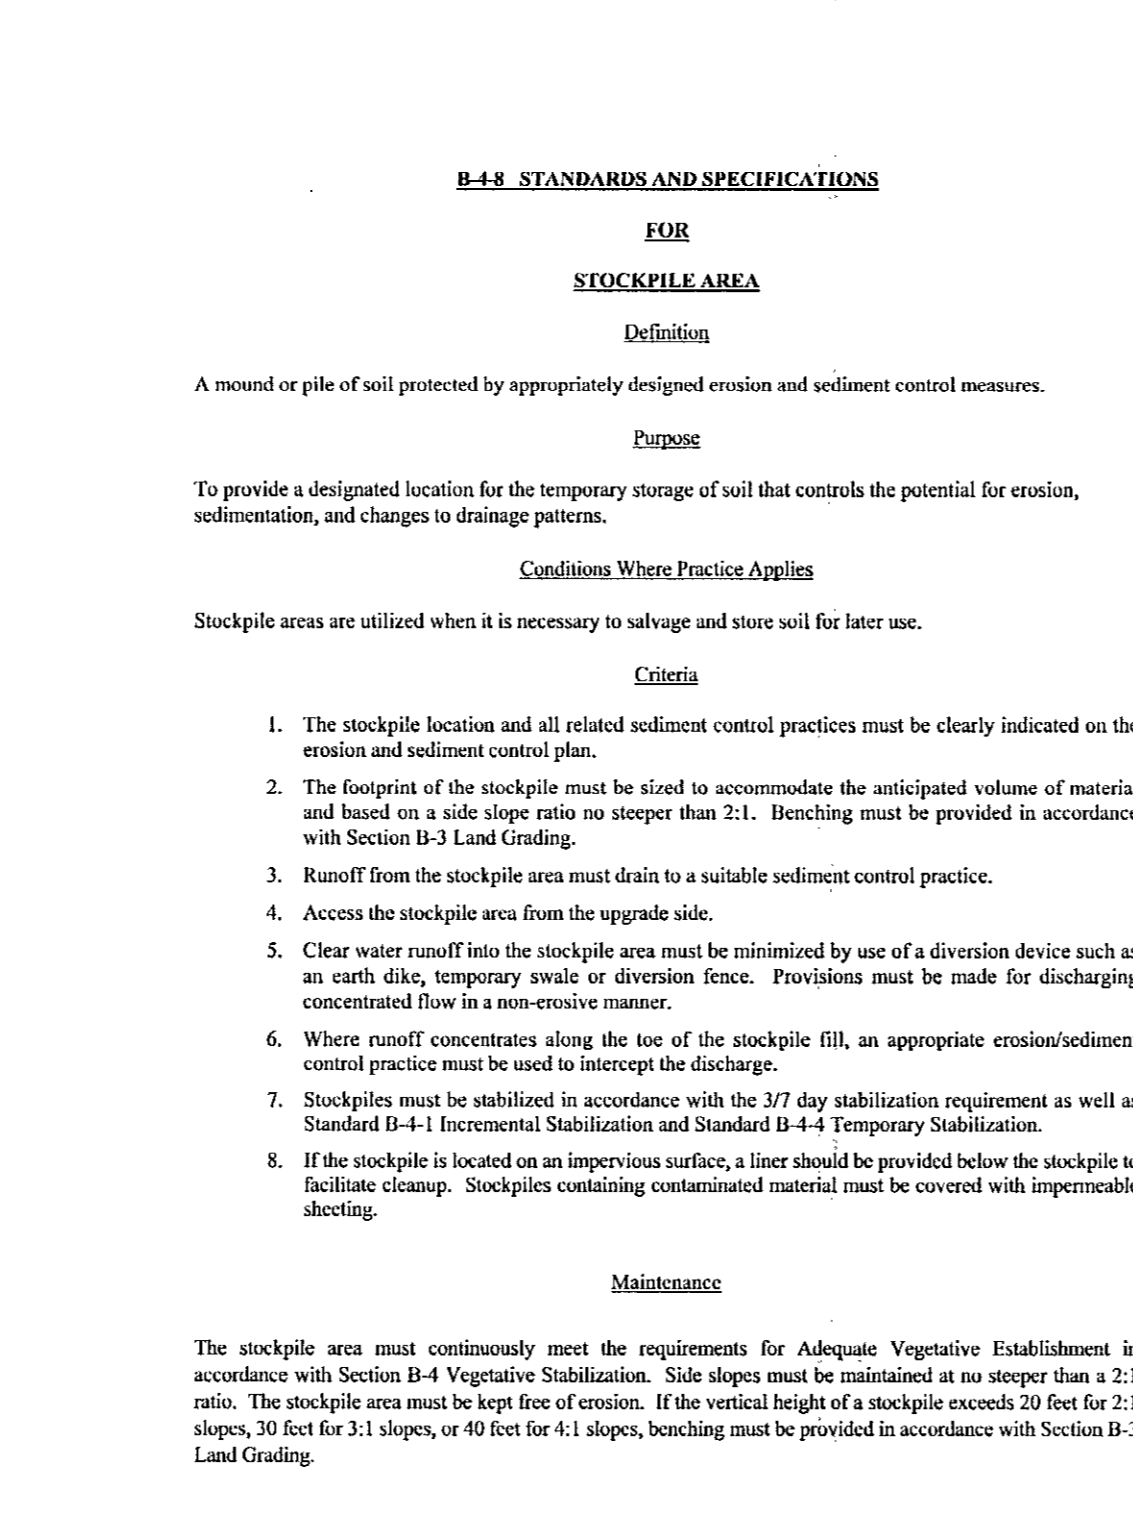 B-4-8 STANDARDS AND SPECIFICATIONS
FOR
STOCKPILE AREA
Definition
A mound or pile of soil protected by appropriately designed erosion and sediment control measures.
Purpose
To provide a designated location for the temporary storage of soil that controls the potential for erosion,
sedimentation, and changes to drainage patterns.
Conditions Where Practice Applies
Stockpile areas are utilized when it is necessary to salvage and store soil for later use.
Criteria
1. The stockpile location and all related sediment control practices must be clearly indicated on the
erosion and sediment control plan.
2. The footprint of the stockpile must be sized to accommodate the anticipated volume of materia
and based on a side slope ratio no steeper than 2:1. Benching must be provided in accordance
with Section B-3 Land Grading.
3. Runoff from the stockpile area must drain to a suitable sediment control practice.
4. Access the stockpile area from the upgrade side.
5. Clear water runoff into the stockpile area must be minimized by use of a diversion device such as
an earth dike, temporary swale or diversion fence. Provisions must be made for discharging
concentrated flow in a non-erosive manner.
6. Where runoff concentrates along the toe of the stockpile fill, an appropriate erosion/sedimen
control practice must be used to intercept the discharge.
7. Stockpiles must be stabilized in accordance with the 3/7 day stabilization requirement as well as
Standard B-4-1 Incremental Stabilization and Standard B-4-4 Temporary Stabilization.
8. If the stockpile is located on an impervious surface, a liner should be provided below the stockpile to
facilitate cleanup. Stockpiles containing contaminated material must be covered with impermeable
sheeting.
Maintenance
The stockpile area must continuously meet the requirements for Adequate Vegetative Establishment in
accordance with Section B-4 Vegetative Stabilization. Side slopes must be maintained at no steeper than a 2:1
ratio. The stockpile area must be kept free of erosion. If the vertical height of a stockpile exceeds 20 feet for 2:1
slopes, 30 feet for 3:1 slopes, or 40 feet for 4:1 slopes, benching must be provided in accordance with Section B-3
Land Grading.